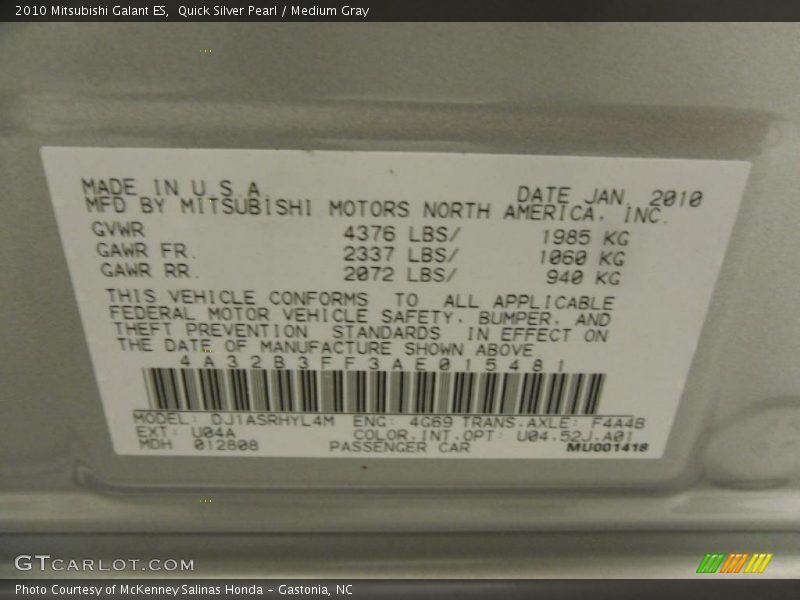 2010 Mitsubishi Galant ES,  Quick Silver Pearl / Medium Gray
MADE IN U.S.A. DATE JAN. 2010
MFD BY MITSUBISHI MOTORS NORTH AMERICA, INC.
GVWR 4376 LBS/ 1985 KG
GAWR FR. 2337 LBS/ 1060 KG
GAWR RR. 2072 LBS/ 940 KG
THIS VEHICLE CONFORMS TO ALL APPLICABLE
FEDERAL MOTOR VEHICLE SAFETY, BUMPER, AND
THEFT PREVENTION STANDARDS IN EFFECT ON
THE DATE OF MANUFACTURE SHOWN ABOVE
4A32B3FF3AE015481
MODEL: DJ1ASRHYL4M ENG: 4G69 TRANS.AXLE: F4A4B
EXT: U04A COLOR.INT.OPT: U04.52J.A01
MDH 012808 PASSENGER CAR MU001418
GTCARLOT.COM
Photo Courtesy of McKenney Salinas Honda - Gastonia, NC